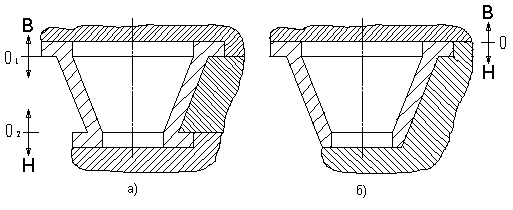 В
О₁
О₂
Н
а)
В
О
Н
б)